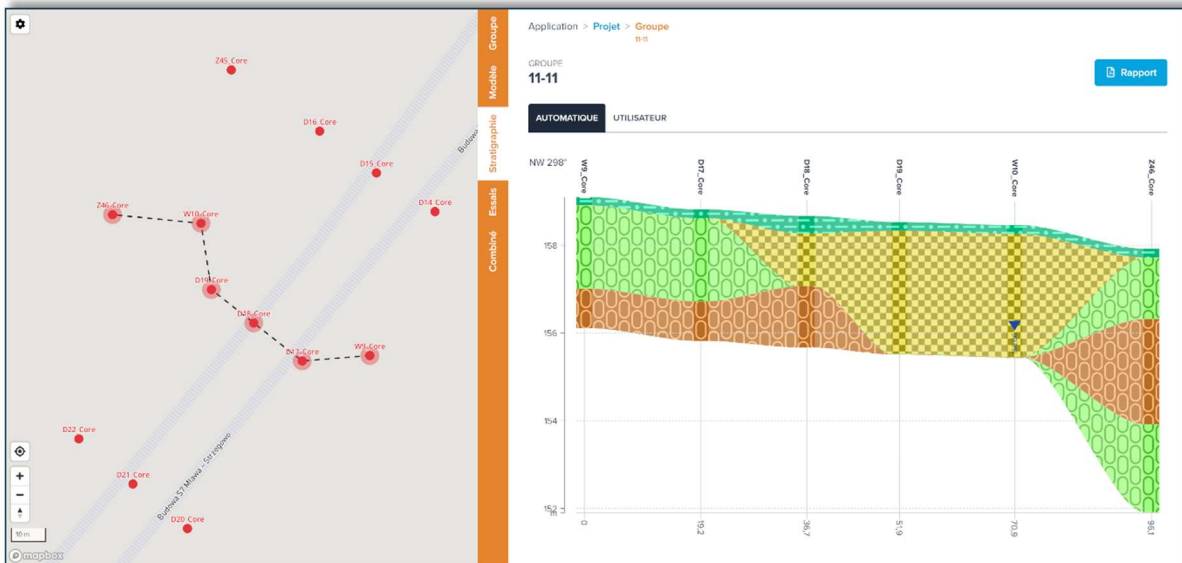 Z45_Core
D16_Core
D15_Core
Budowa
D14_Core
Z46_Core
W10_Core
D19_Core
D18_Core
D17_Core
W9_Core
D22_Core
D21_Core
Budowa S7 Mława – Strzegowo
D20_Core
10 m
mapbox
Groupe
Modèle
Stratigraphie
Essais
Combiné
Application > Projet > Groupe
11-11
GROUPE
11-11
Rapport
AUTOMATIQUE UTILISATEUR
NW 298°
W9_Core
D17_Core
D18_Core
D19_Core
W10_Core
Z46_Core
158
156
154
152
m
0
19,2
36,7
51,9
70,9
96,1